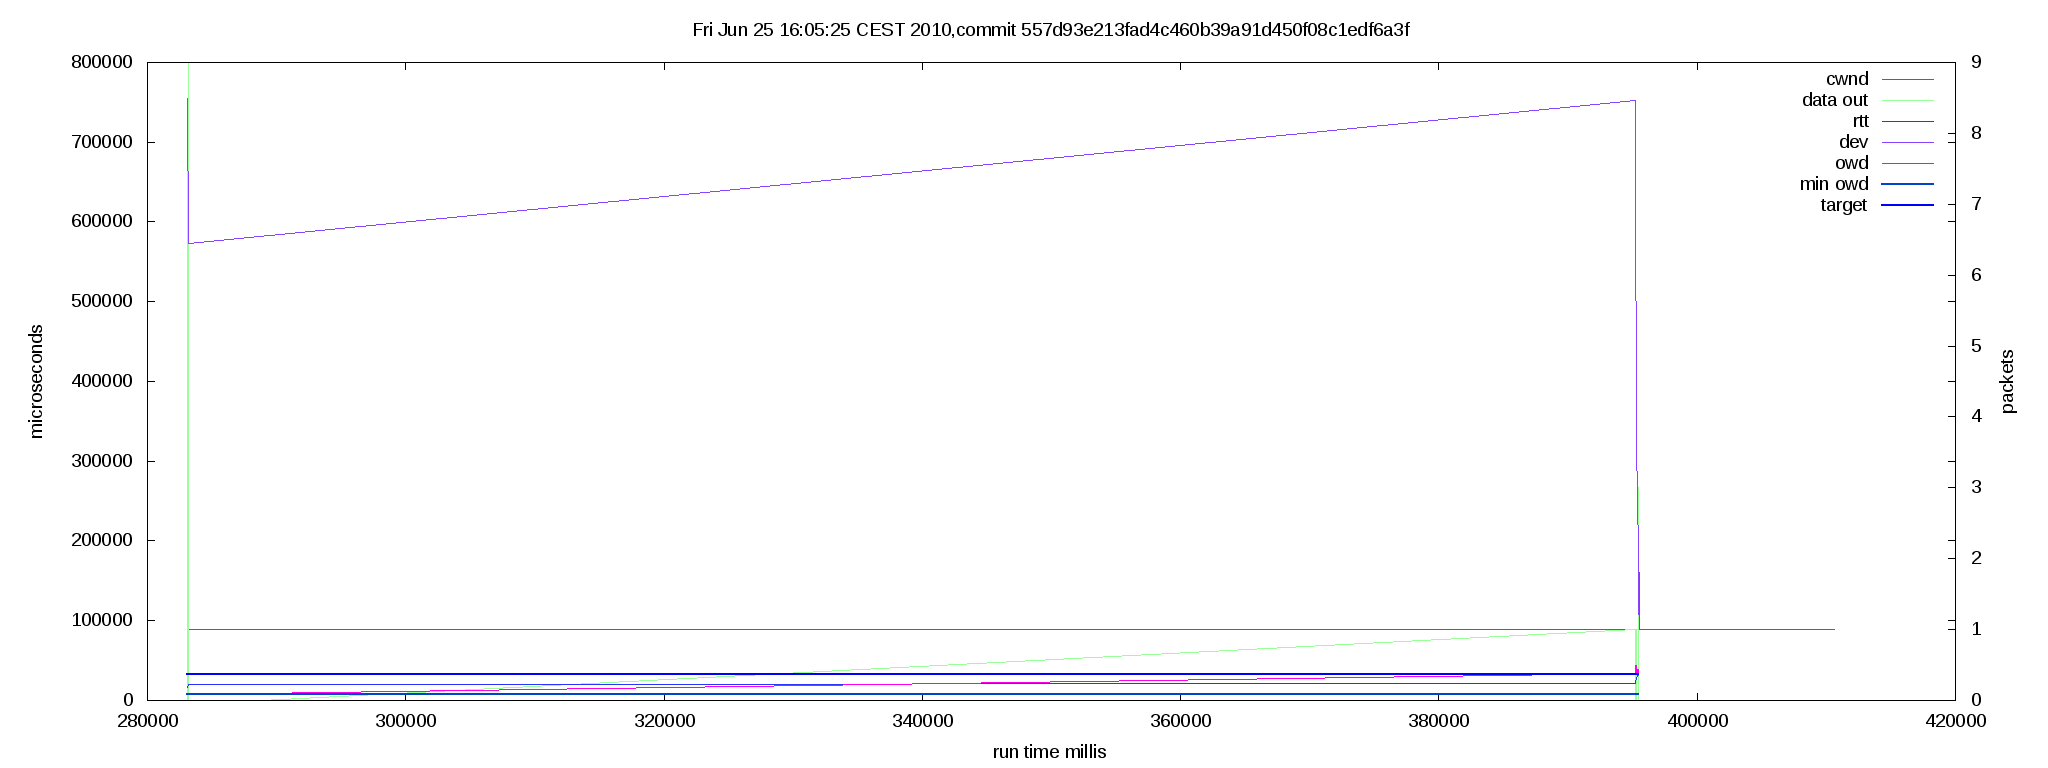 Fri Jun 25 16:05:25 CEST 2010,commit 557d93e213fad4c460b39a91d450f08c1edf6a3f
cwnd
data out
rtt
dev
owd
min owd
target
microseconds
800000
700000
600000
500000
400000
300000
200000
100000
0
9
8
7
6
5
4
3
2
1
0
packets
280000 300000 320000 340000 360000 380000 400000 420000
run time millis